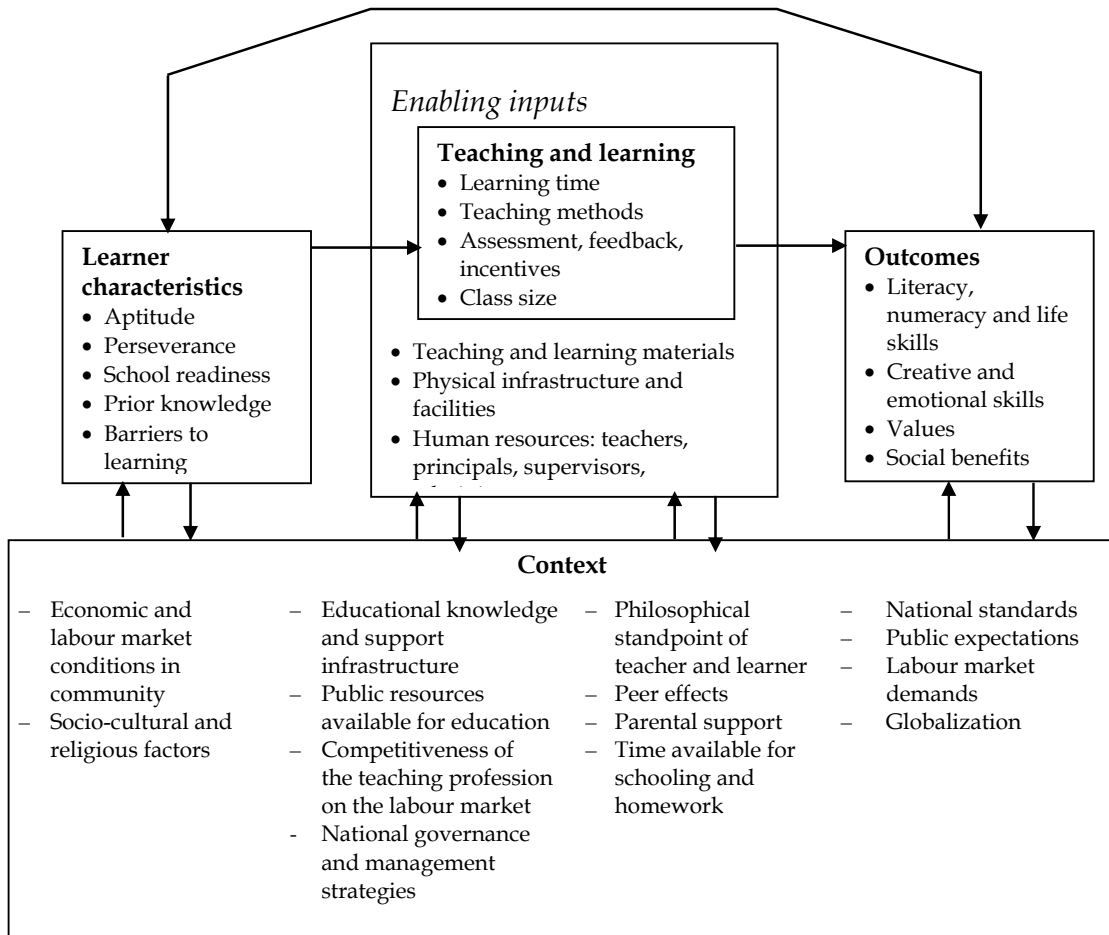 Enabling inputs
Teaching and learning
• Learning time
• Teaching methods
• Assessment, feedback,
incentives
• Class size
• Teaching and learning materials
• Physical infrastructure and
facilities
• Human resources: teachers,
principals, supervisors,
Learner
characteristics
• Aptitude
• Perseverance
• School readiness
• Prior knowledge
• Barriers to
learning
Outcomes
• Literacy,
numeracy and life
skills
• Creative and
emotional skills
• Values
• Social benefits
Context
– Economic and
labour market
conditions in
community
– Socio-cultural and
religious factors
– Educational knowledge
and support
infrastructure
– Public resources
available for education
– Competitiveness of
the teaching profession
on the labour market
- National governance
and management
strategies
– Philosophical
standpoint of
teacher and learner
– Peer effects
– Parental support
– Time available for
schooling and
homework
– National standards
– Public expectations
– Labour market
demands
– Globalization